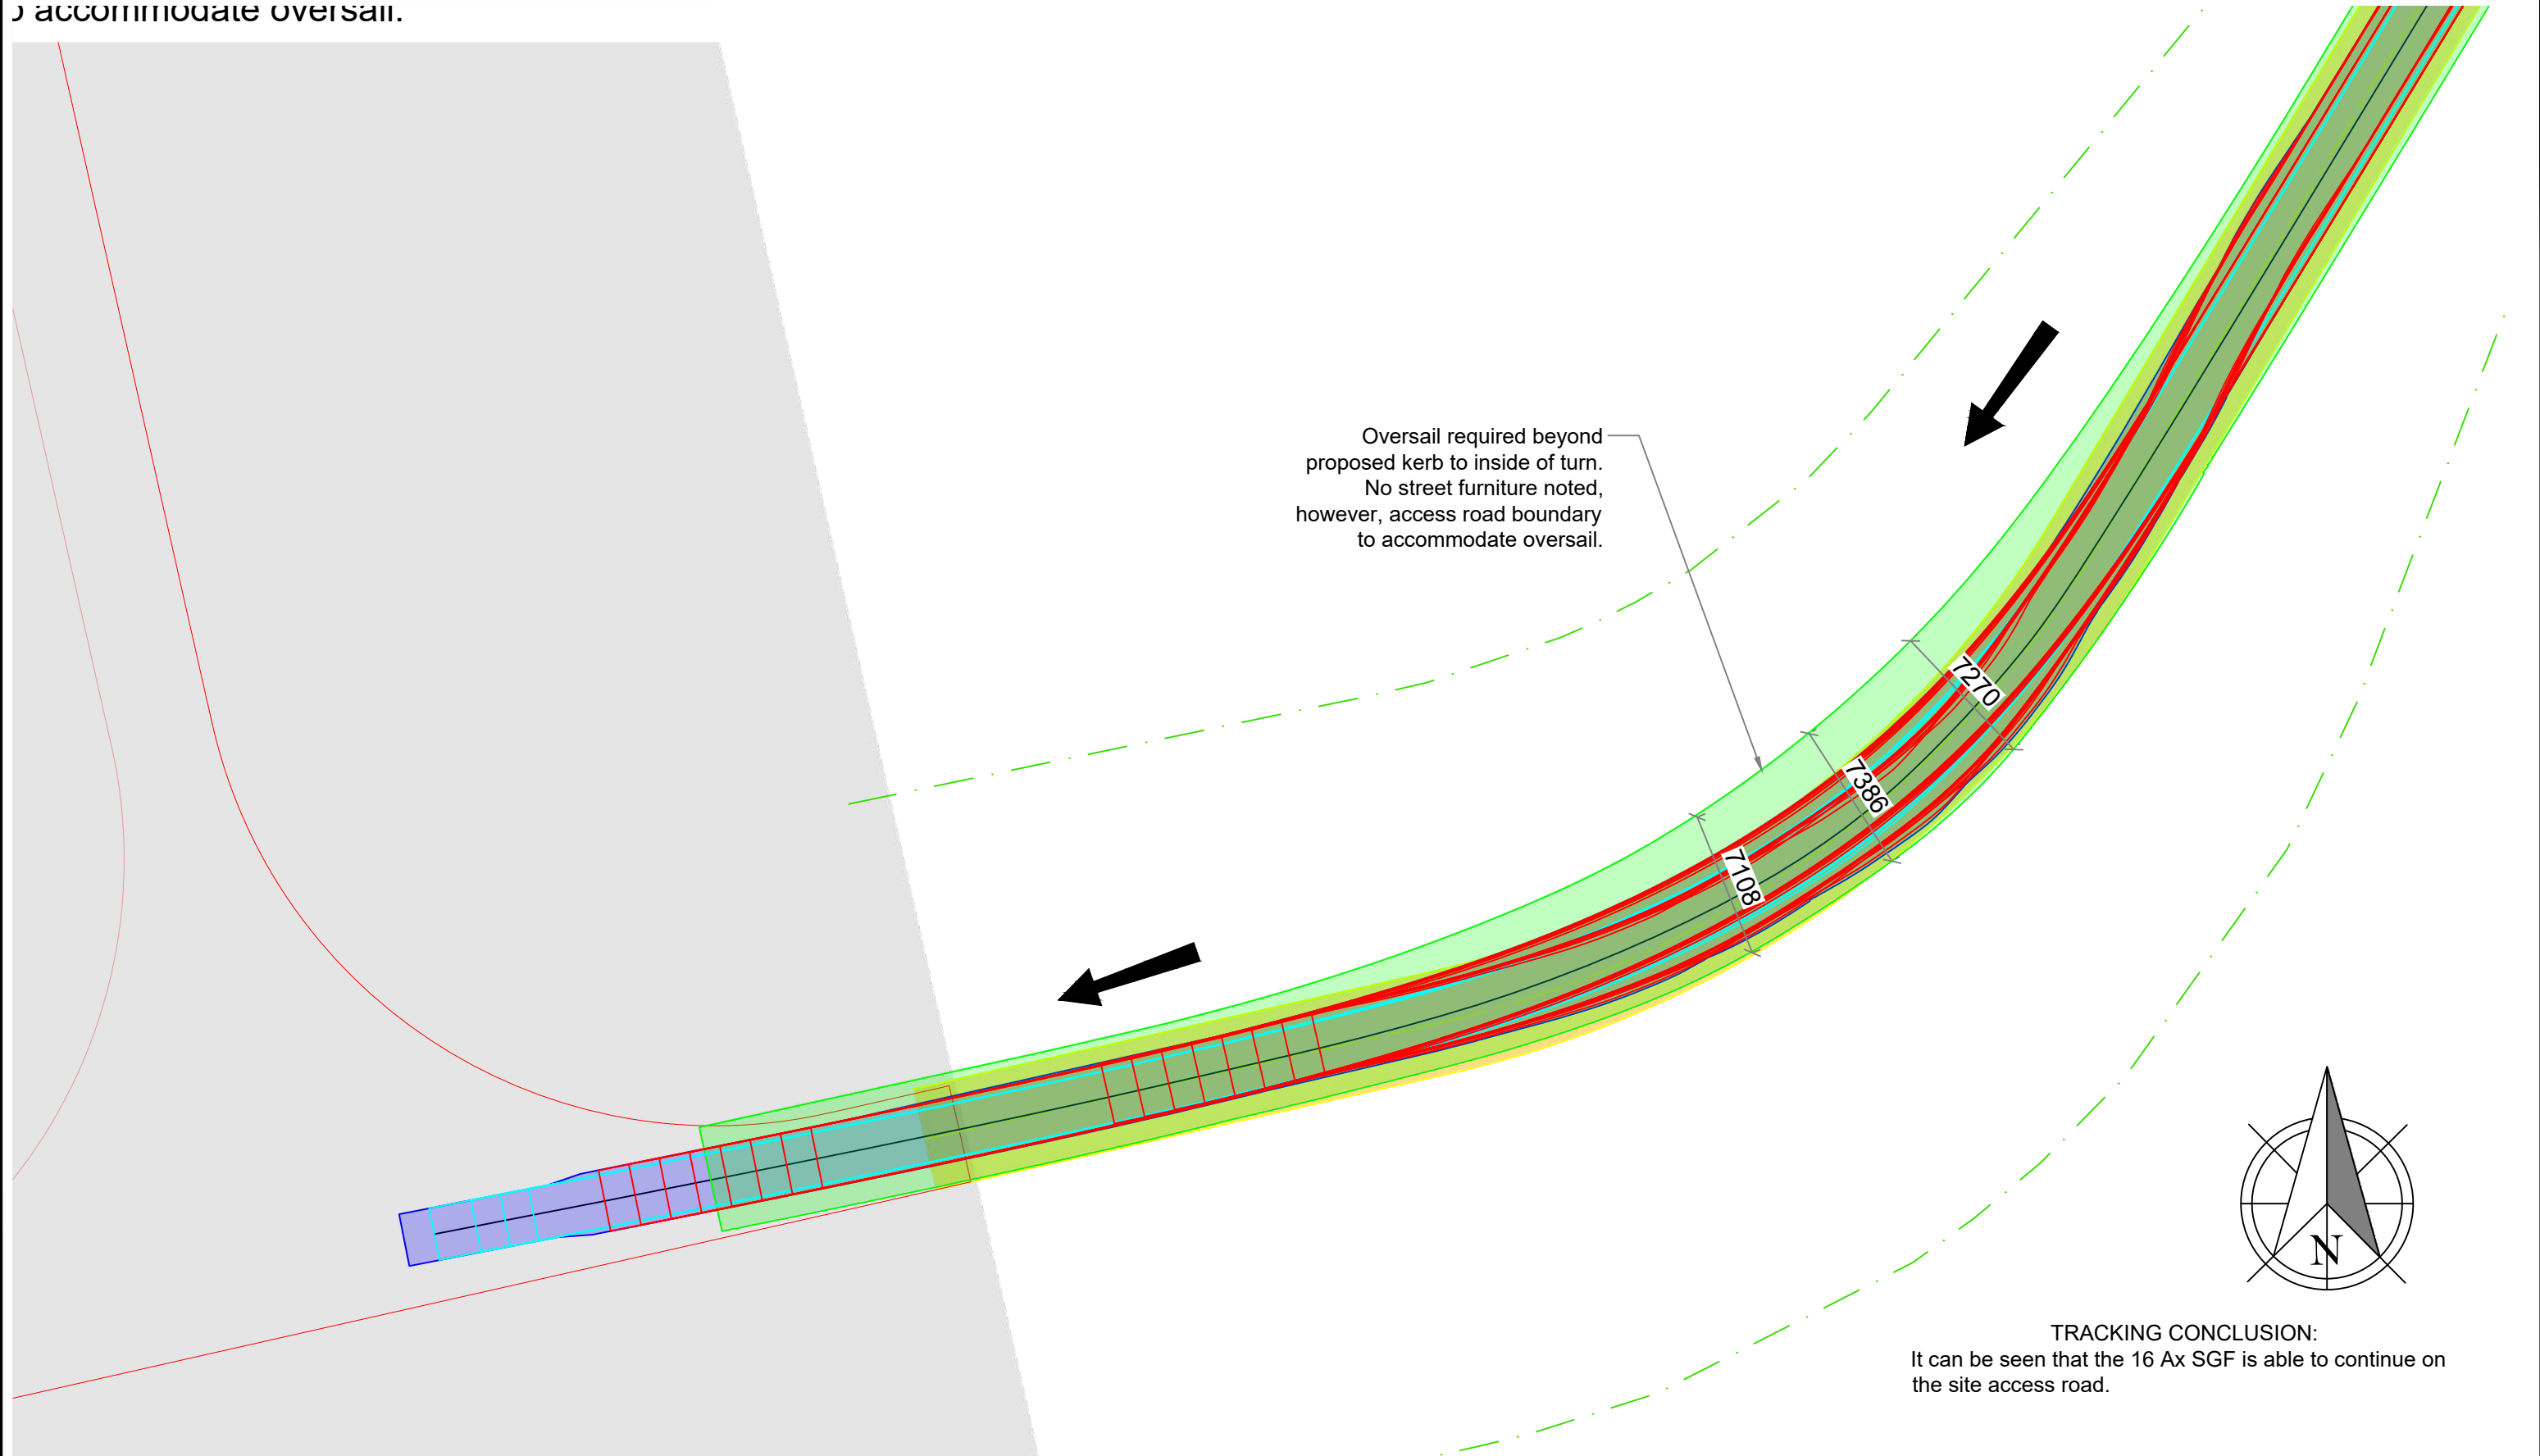 accommodate oversail.
Oversail required beyond
proposed kerb to inside of turn.
No street furniture noted,
however, access road boundary
to accommodate oversail.
7270
7386
7108
N
TRACKING CONCLUSION:
It can be seen that the 16 Ax SGF is able to continue on
the site access road.